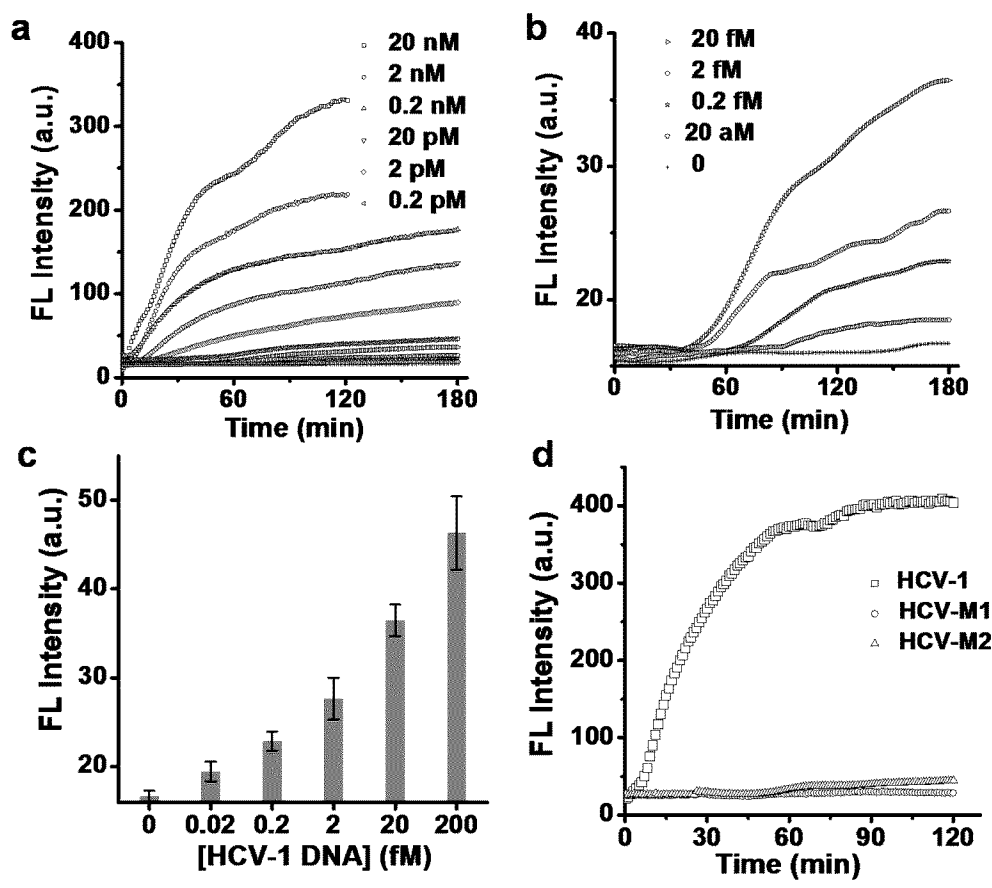 a
400
300
200
100
0
FL Intensity (a.u.)
20 nM
2 nM
0.2 nM
20 pM
2 pM
0.2 pM
0 60 120 180
Time (min)
b
40
30
20
FL Intensity (a.u.)
20 fM
2 fM
0.2 fM
20 aM
0
0 60 120 180
Time (min)
c
50
40
30
20
FL Intensity (a.u.)
0 0.02 0.2 2 20 200
[HCV-1 DNA] (fM)
d
400
300
200
100
0
FL Intensity (a.u.)
HCV-1
HCV-M1
HCV-M2
0 30 60 90 120
Time (min)